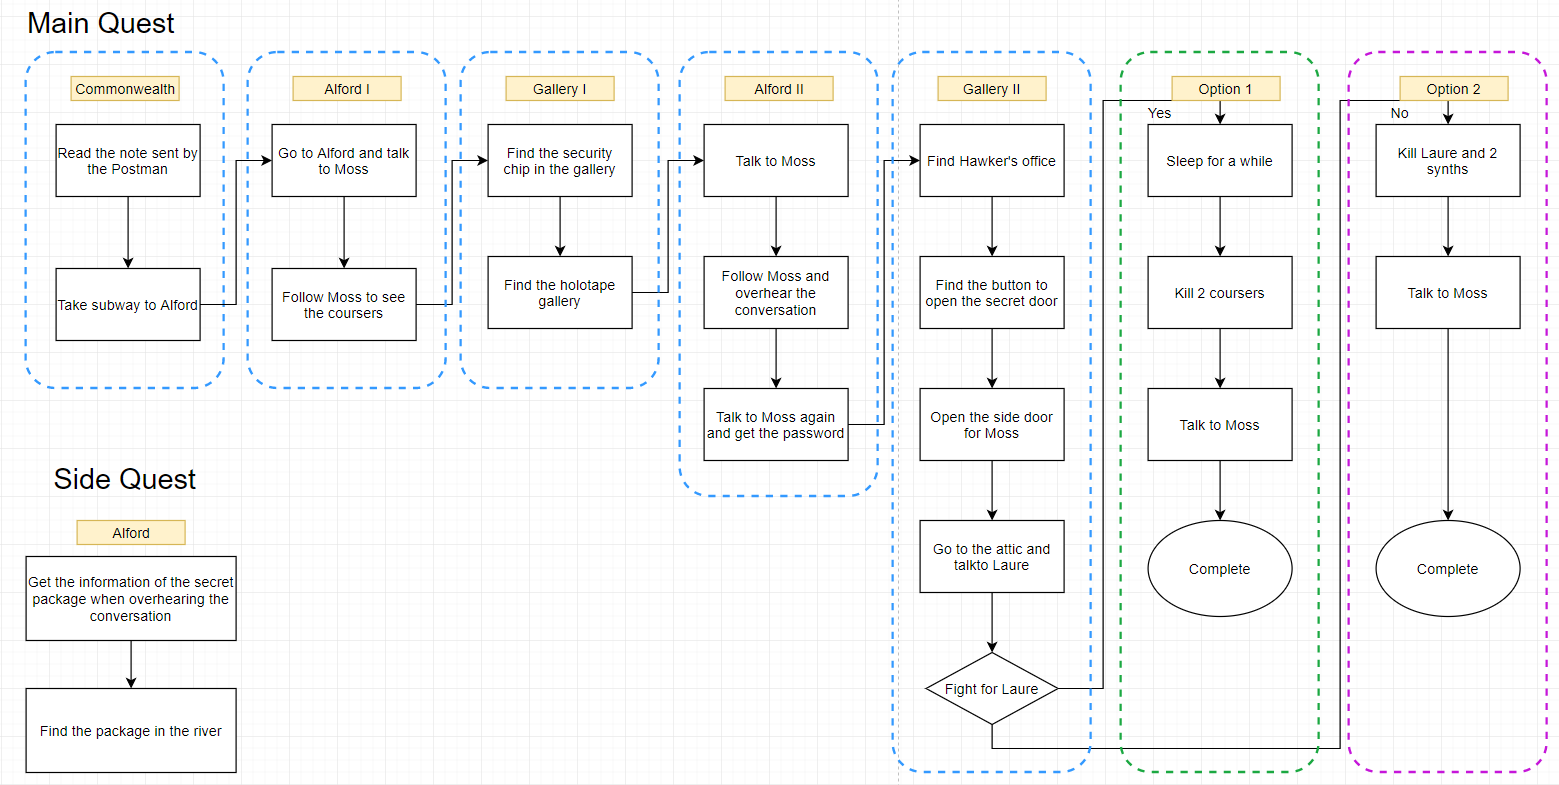 Main Quest
Commonwealth
Read the note sent by
the Postman
Take subway to Alford
Alford I
Go to Alford and talk
to Moss
Follow Moss to see
the coursers
Gallery I
Find the security
chip in the gallery
Find the holotape
gallery
Alford II
Talk to Moss
Follow Moss and
overhear the
conversation
Talk to Moss again
and get the password
Gallery II
Find Hawker's office
Find the button to
open the secret door
Open the side door
for Moss
Go to the attic and
talkto Laure
Fight for Laure
Option 1
Yes
Sleep for a while
Kill 2 coursers
Talk to Moss
Complete
Option 2
No
Kill Laure and 2
synths
Talk to Moss
Complete
Side Quest
Alford
Get the information of the secret
package when overhearing the
conversation
Find the package in the river